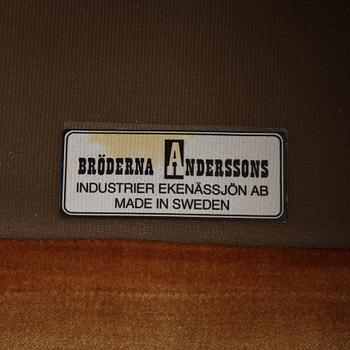 BRÖDERNA ANDERSSONS
INDUSTRIER EKENÄSSJÖN AB
MADE IN SWEDEN